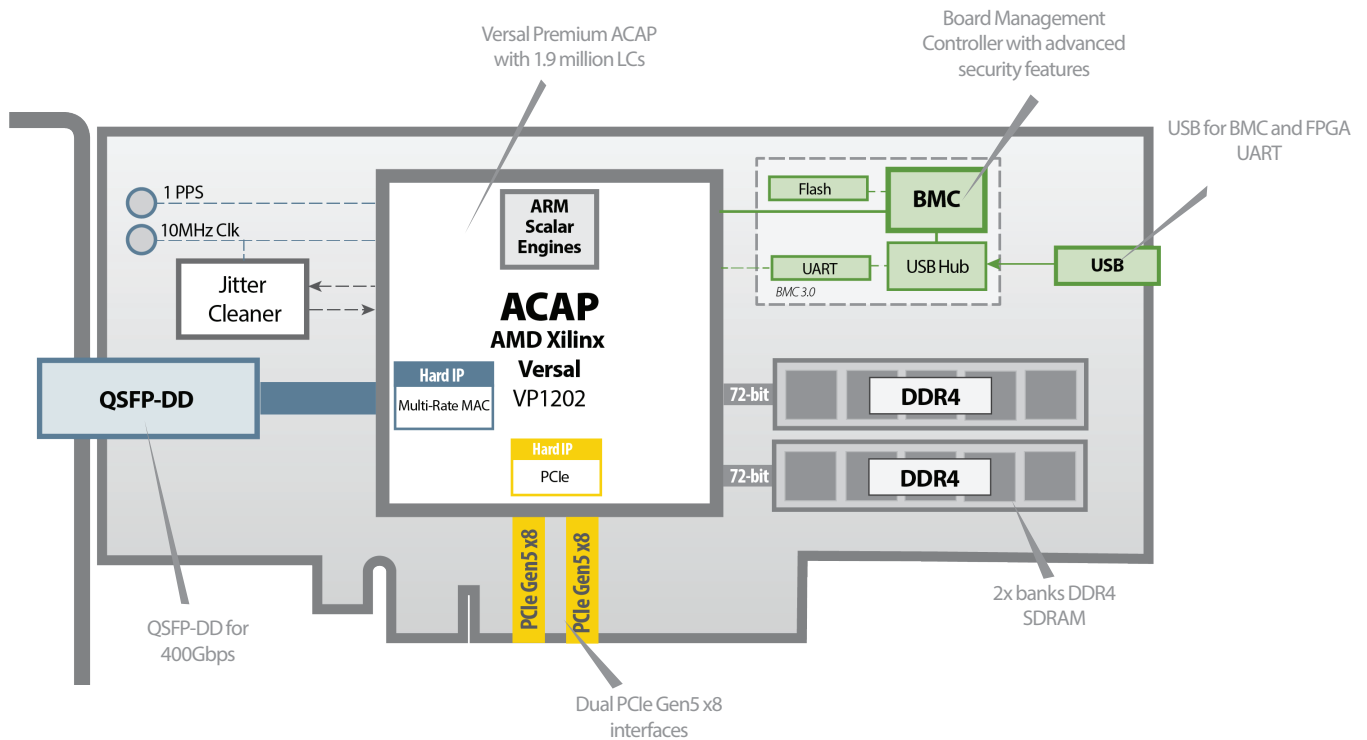 Versal Premium ACAP
with 1.9 million LCs
Board Management
Controller with advanced
security features
USB for BMC and FPGA
UART
1 PPS
10MHz Clk
Jitter
Cleaner
ARM
Scalar
Engines
ACAP
AMD Xilinx
Versal
VP1202
Flash
BMC
UART
USB Hub
BMC 3.0
USB
QSFP-DD
Hard IP
Multi-Rate MAC
Hard IP
PCIe
72-bit
DDR4
72-bit
DDR4
PCIe Gen5 x8
PCIe Gen5 x8
QSFP-DD for
400Gbps
2x banks DDR4
SDRAM
Dual PCIe Gen5 x8
interfaces